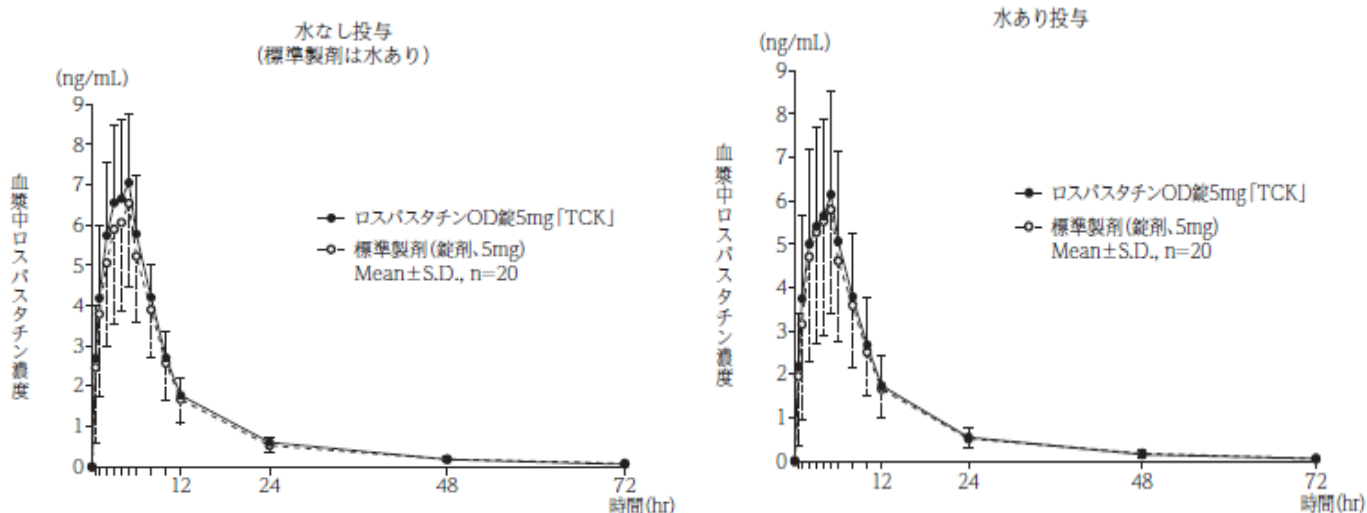 水なし投与
(標準製剤は水あり)
(ng/mL)
9
8
7
6
5
4
3
2
1
0
血漿中ロスバスタチン濃度
12
24
48
72
時間(hr)
ロスバスタチンOD錠5mg「TCK」
標準製剤(錠剤、5mg)
Mean±S.D., n=20
水あり投与
(ng/mL)
9
8
7
6
5
4
3
2
1
0
血漿中ロスバスタチン濃度
12
24
48
72
時間(hr)
ロスバスタチンOD錠5mg「TCK」
標準製剤(錠剤、5mg)
Mean±S.D., n=20